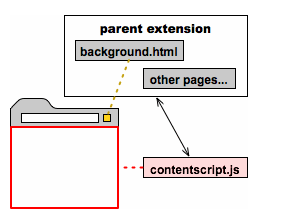 parent extension
background.html
other pages...
contentscript.js